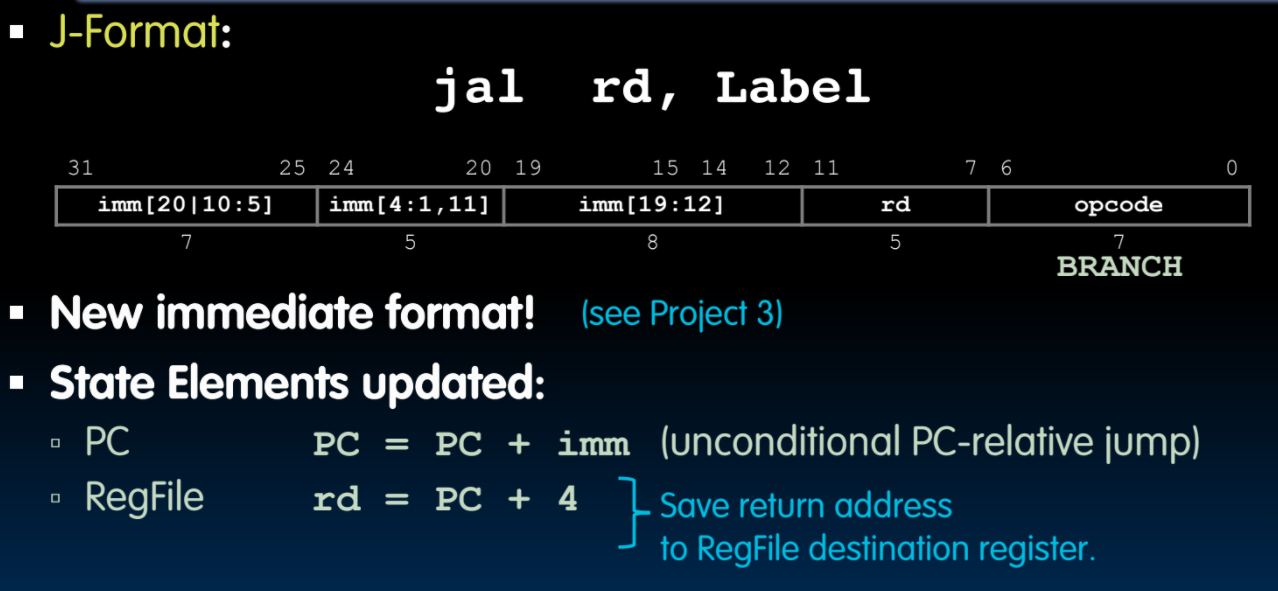 J-Format:
jal rd, Label
31 25 24 20 19 15 14 12 11 7 6 0
imm[20|10:5] imm[4:1,11] imm[19:12] rd opcode
7 5 8 5 7
BRANCH
New immediate format! (see Project 3)
State Elements updated:
PC PC = PC + imm (unconditional PC-relative jump)
RegFile rd = PC + 4 Save return address
to RegFile destination register.